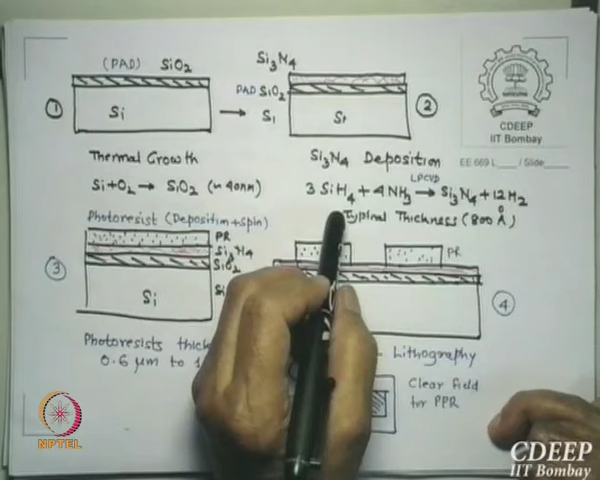 (PAD) SiO2
Si
1
Si3N4
PAD SiO2
Si
Si
2
CDEEP
IIT Bombay
EE 669 L___ / Slide___
Thermal Growth
Si+O2 → SiO2 (~40nm)
Si3N4 Deposition
LPCVD
3 SiH4 + 4 NH3 → Si3N4 + 12H2
Typical Thickness (800 Å)
Photoresist (Deposition + Spin)
PR
Si3N4
SiO2
Si
Si
3
PR
4
Photoresists thick
0.6 μm to 1
Lithography
Clear field
for PPR
NPTEL
CDEEP
IIT Bombay